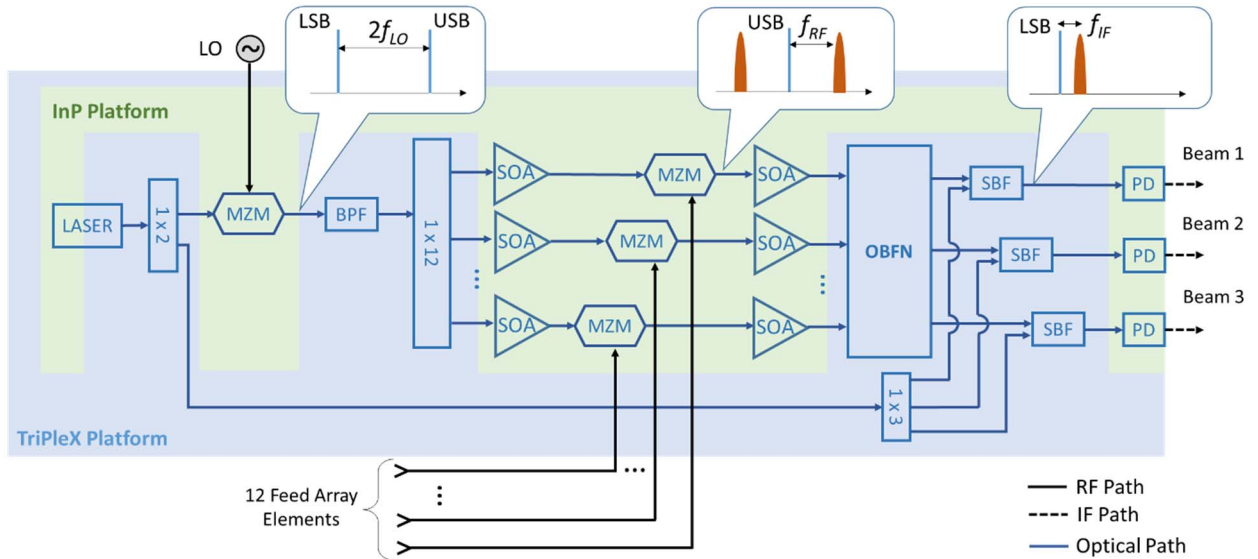 LSB
USB
2f_LO
LO
USB
f_RF
LSB
f_IF
InP Platform
LASER
1 x 2
MZM
BPF
1 x 12
SOA
MZM
SOA
SOA
MZM
SOA
...
...
SOA
MZM
SOA
OBFN
SBF
PD
Beam 1
SBF
PD
Beam 2
SBF
PD
Beam 3
1 x 3
TriPleX Platform
12 Feed Array
Elements
...
...
RF Path
IF Path
Optical Path